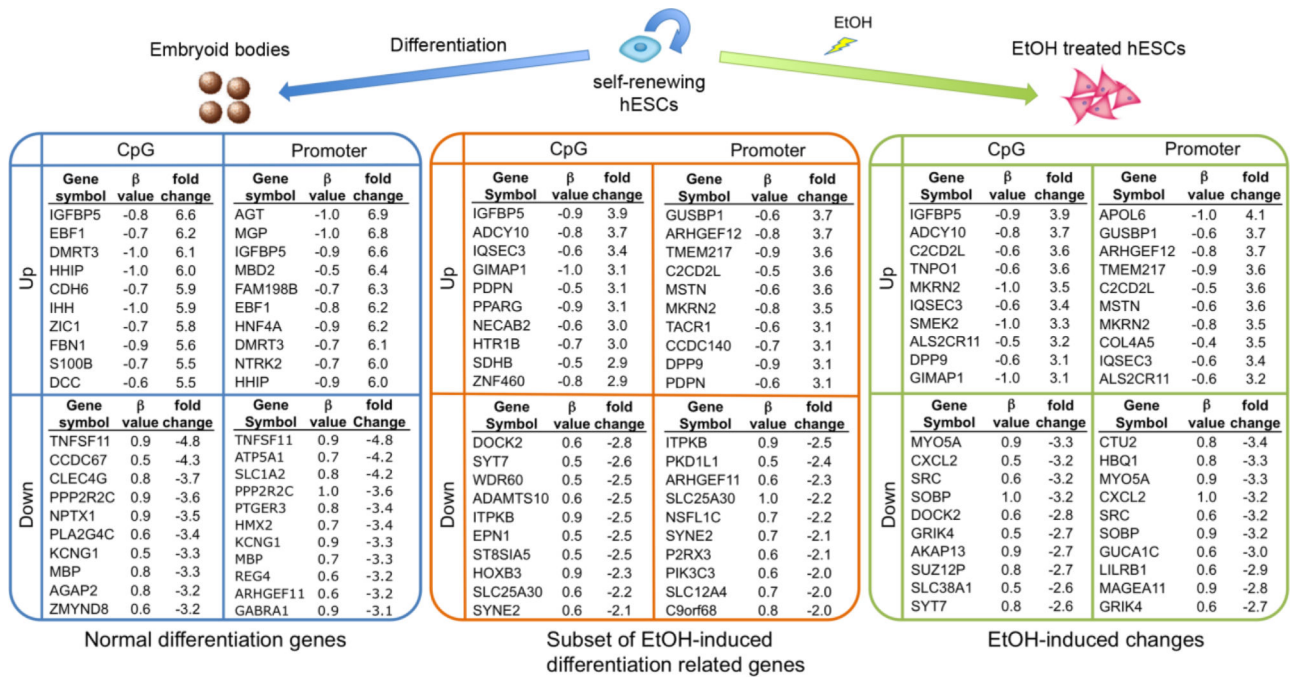 EtOH
Embryoid bodies
Differentiation
EtOH treated hESCs
self-renewing
hESCs
CpG Promoter
Up
Gene β fold Gene β fold
symbol value change symbol value change
IGFBP5 -0.8 6.6 AGT -1.0 6.9
EBF1 -0.7 6.2 MGP -1.0 6.8
DMRT3 -1.0 6.1 IGFBP5 -0.9 6.6
HHIP -1.0 6.0 MBD2 -0.5 6.4
CDH6 -0.7 5.9 FAM198B -0.7 6.3
IHH -1.0 5.9 EBF1 -0.8 6.2
ZIC1 -0.7 5.8 HNF4A -0.9 6.2
FBN1 -0.9 5.6 DMRT3 -0.7 6.1
S100B -0.7 5.5 NTRK2 -0.7 6.0
DCC -0.6 5.5 HHIP -0.9 6.0
Down
Gene β fold Gene β fold
symbol value change symbol value Change
TNFSF11 0.9 -4.8 TNFSF11 0.9 -4.8
CCDC67 0.5 -4.3 ATP5A1 0.7 -4.2
CLEC4G 0.8 -3.7 SLC1A2 0.8 -4.2
PPP2R2C 0.9 -3.6 PPP2R2C 1.0 -3.6
NPTX1 0.9 -3.5 PTGER3 0.8 -3.4
PLA2G4C 0.6 -3.4 HMX2 0.7 -3.4
KCNG1 0.5 -3.3 KCNG1 0.9 -3.3
MBP 0.8 -3.3 MBP 0.7 -3.3
AGAP2 0.8 -3.2 REG4 0.6 -3.2
ZMYND8 0.6 -3.2 ARHGEF11 0.6 -3.2
GABRA1 0.9 -3.1
Normal differentiation genes
CpG Promoter
Up
Gene β fold Gene β fold
Symbol value change Symbol value change
IGFBP5 -0.9 3.9 GUSBP1 -0.6 3.7
ADCY10 -0.8 3.7 ARHGEF12 -0.8 3.7
IQSEC3 -0.6 3.4 TMEM217 -0.9 3.6
GIMAP1 -1.0 3.1 C2CD2L -0.5 3.6
PDPN -0.5 3.1 MSTN -0.6 3.6
PPARG -0.9 3.1 MKRN2 -0.8 3.5
NECAB2 -0.6 3.0 TACR1 -0.6 3.1
HTR1B -0.7 3.0 CCDC140 -0.7 3.1
SDHB -0.5 2.9 DPP9 -0.9 3.1
ZNF460 -0.8 2.9 PDPN -0.6 3.1
Down
Gene β fold Gene β fold
Symbol value change Symbol value change
DOCK2 0.6 -2.8 ITPKB 0.9 -2.5
SYT7 0.5 -2.6 PKD1L1 0.5 -2.4
WDR60 0.5 -2.5 ARHGEF11 0.6 -2.3
ADAMTS10 0.6 -2.5 SLC25A30 1.0 -2.2
ITPKB 0.9 -2.5 NSFL1C 0.7 -2.2
EPN1 0.5 -2.5 SYNE2 0.7 -2.1
ST8SIA5 0.5 -2.5 P2RX3 0.6 -2.1
HOXB3 0.9 -2.3 PIK3C3 0.6 -2.0
SLC25A30 0.6 -2.2 SLC12A4 0.7 -2.0
SYNE2 0.6 -2.1 C9orf68 0.8 -2.0
Subset of EtOH-induced
differentiation related genes
CpG Promoter
Up
Gene β fold Gene β fold
Symbol value change Symbol value change
IGFBP5 -0.9 3.9 APOL6 -1.0 4.1
ADCY10 -0.8 3.7 GUSBP1 -0.6 3.7
C2CD2L -0.6 3.6 ARHGEF12 -0.8 3.7
TNPO1 -0.6 3.6 TMEM217 -0.9 3.6
MKRN2 -1.0 3.5 C2CD2L -0.5 3.6
IQSEC3 -0.6 3.4 MSTN -0.6 3.6
SMEK2 -1.0 3.3 MKRN2 -0.8 3.5
ALS2CR11 -0.5 3.2 COL4A5 -0.4 3.5
DPP9 -0.6 3.1 IQSEC3 -0.6 3.4
GIMAP1 -1.0 3.1 ALS2CR11 -0.6 3.2
Down
Gene β fold Gene β fold
Symbol value change Symbol value change
MYO5A 0.9 -3.3 CTU2 0.8 -3.4
CXCL2 0.5 -3.2 HBQ1 0.8 -3.3
SRC 0.6 -3.2 MYO5A 0.9 -3.3
SOBP 1.0 -3.2 CXCL2 1.0 -3.2
DOCK2 0.6 -2.8 SRC 0.6 -3.2
GRIK4 0.5 -2.7 SOBP 0.9 -3.2
AKAP13 0.9 -2.7 GUCA1C 0.6 -3.0
SUZ12P 0.8 -2.7 LILRB1 0.6 -2.9
SLC38A1 0.5 -2.6 MAGEA11 0.9 -2.8
SYT7 0.8 -2.6 GRIK4 0.6 -2.7
EtOH-induced changes